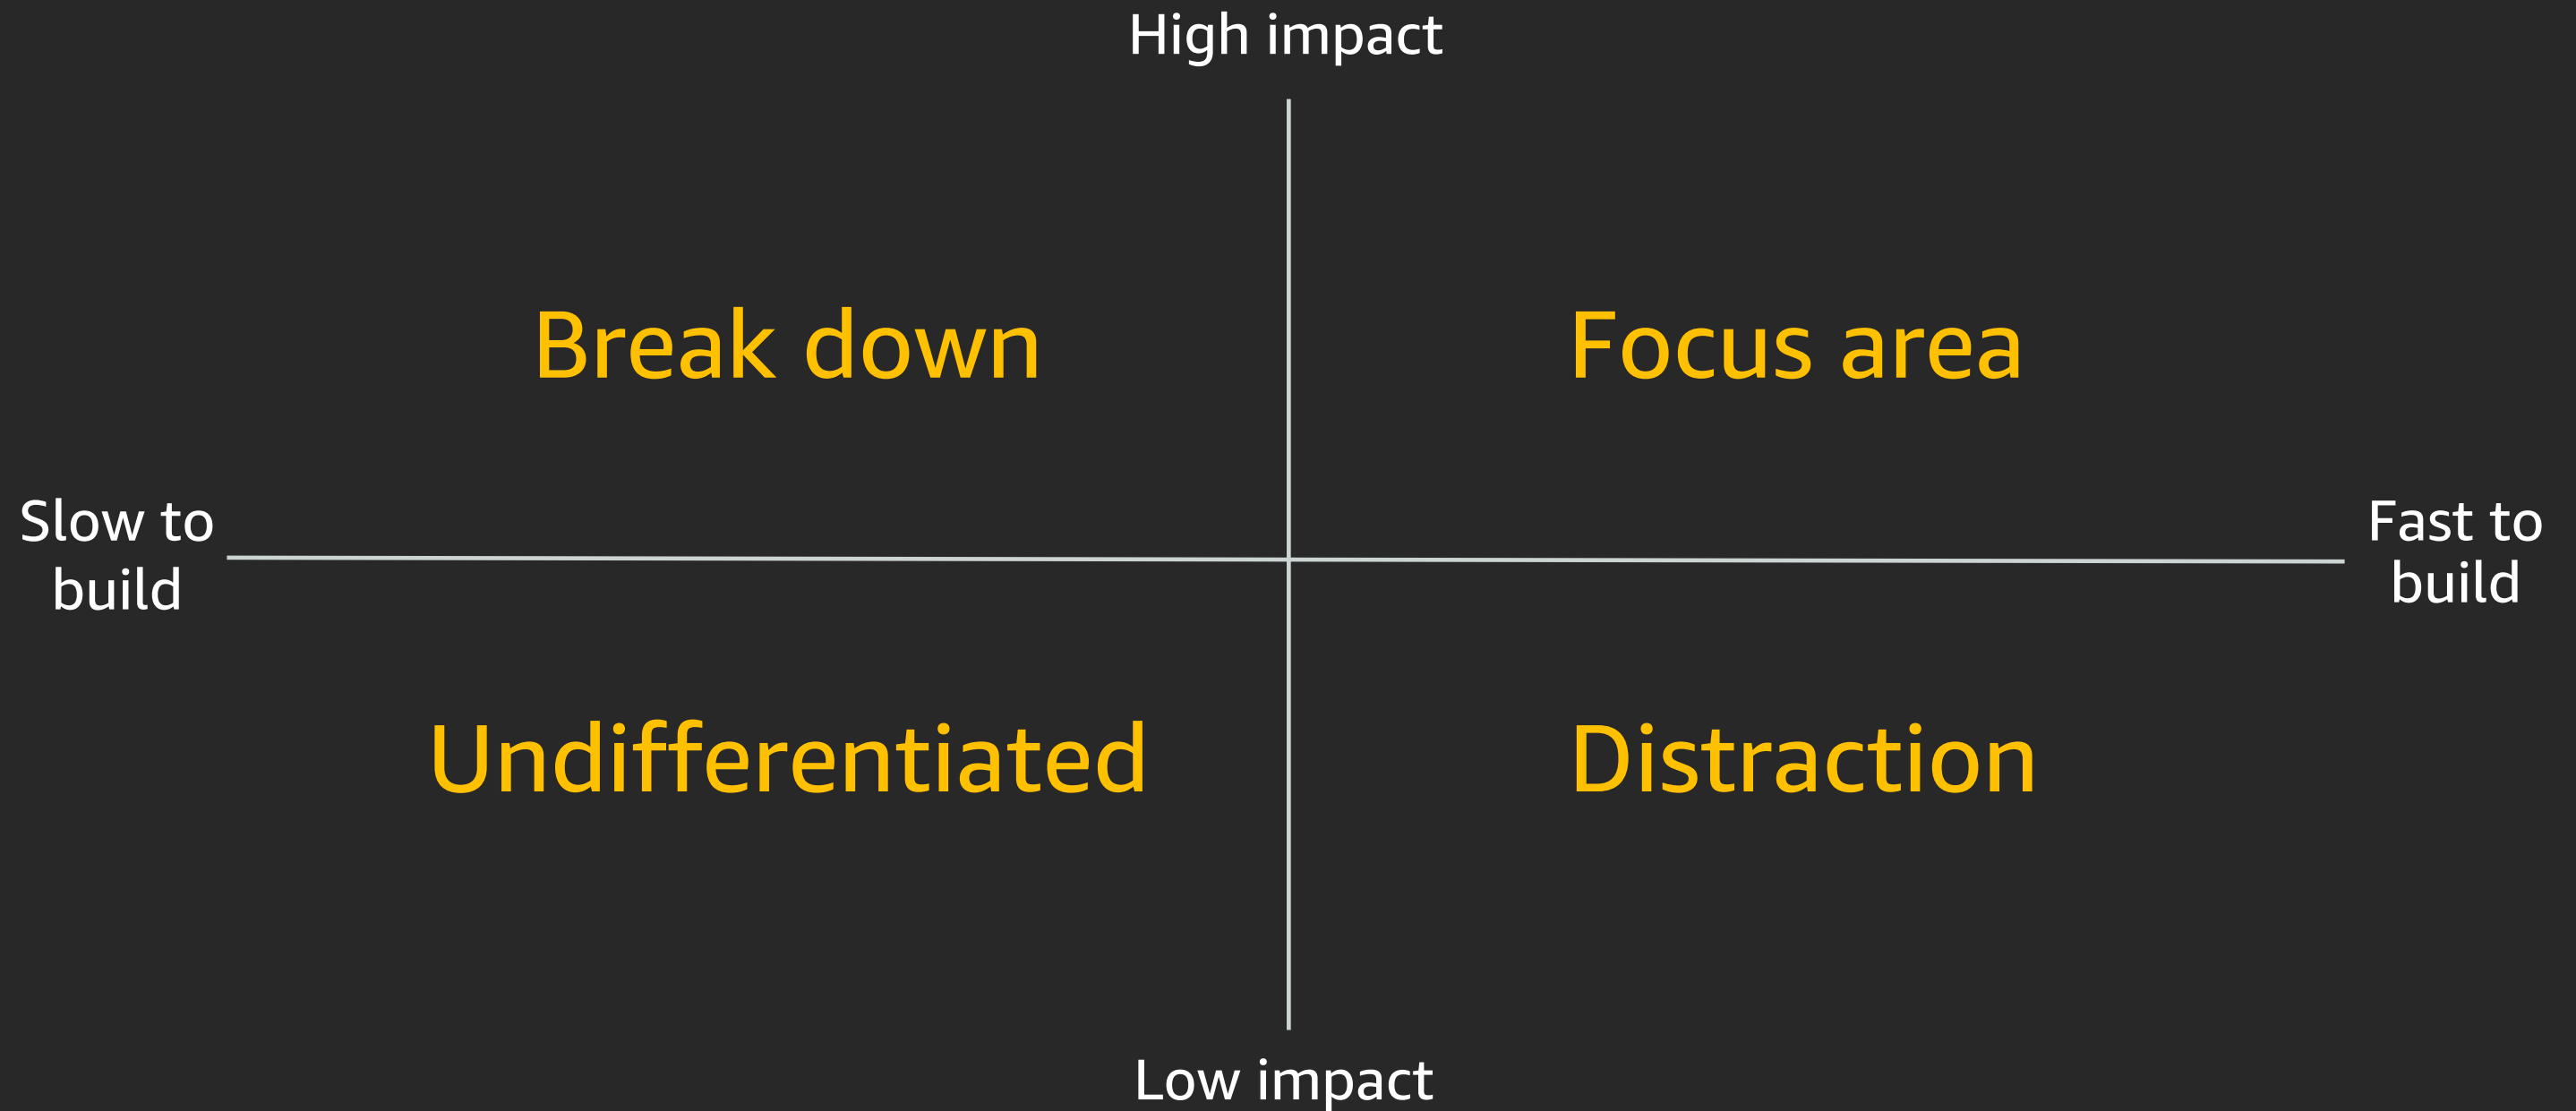 High impact
Break down
Focus area
Slow to
build
Fast to
build
Undifferentiated
Distraction
Low impact